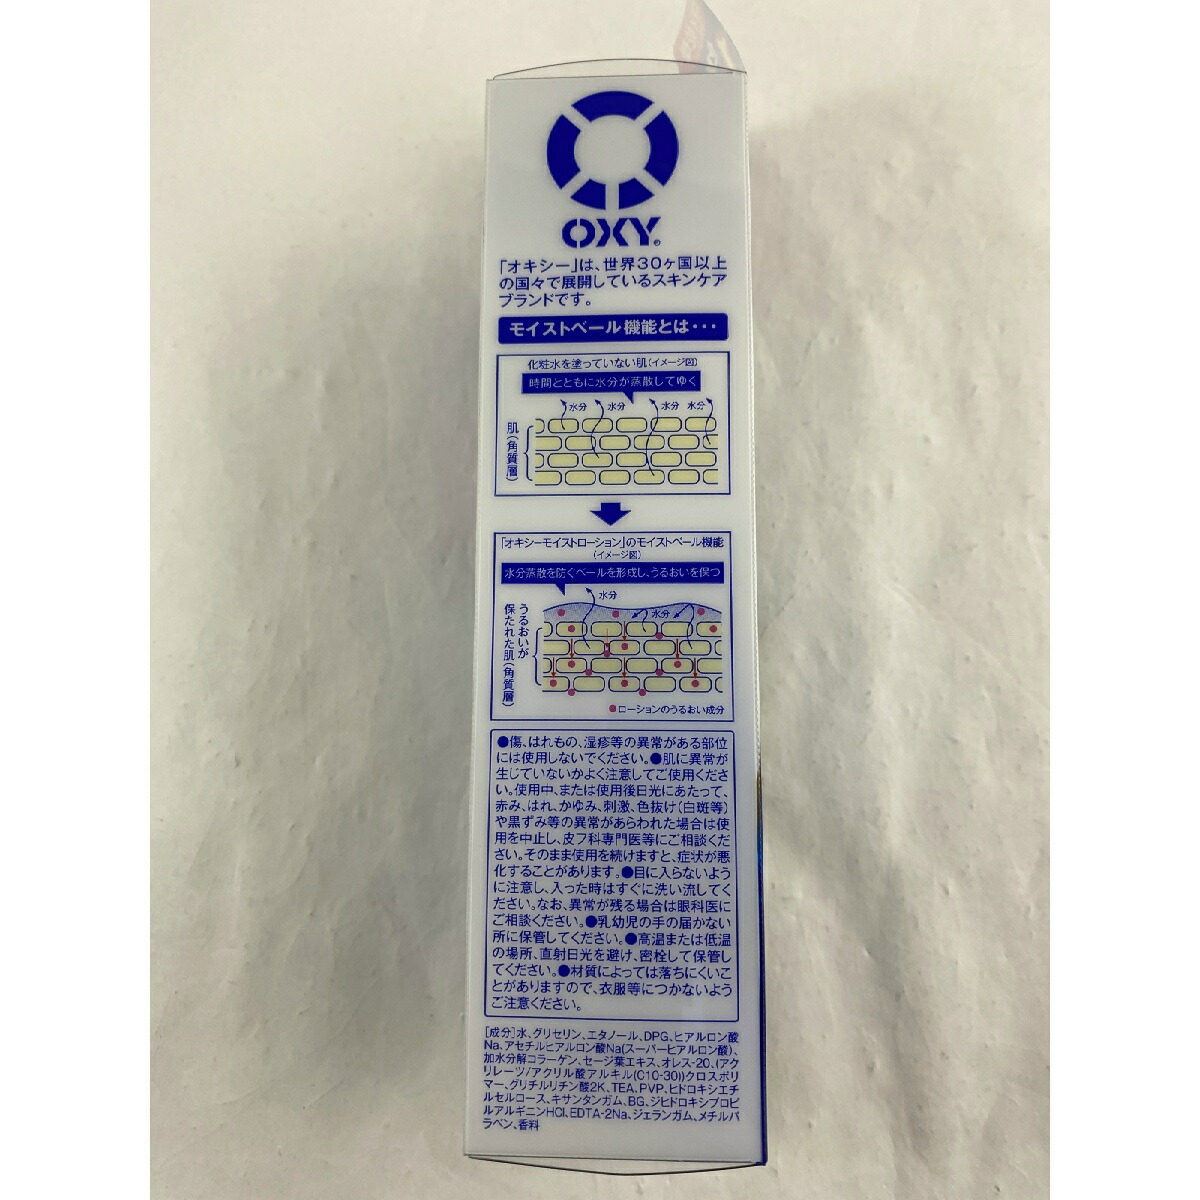 OXY®
「オキシー」は、世界30ヶ国以上
の国々で展開しているスキンケア
ブランドです。
モイストベール機能とは・・・
化粧水を塗っていない肌(イメージ図)
時間とともに水分が蒸散してゆく
水分 水分 水分 水分
肌(角質層)
「オキシーモイストローション」のモイストベール機能
(イメージ図)
水分蒸散を防ぐベールを形成し、うるおいを保つ
水分
水分
うるおいが
保たれた肌(角質層)
●ローションのうるおい成分
●傷、はれもの、湿疹等の異常がある部位
には使用しないでください。●肌に異常が
生じていないかよく注意してご使用くださ
い。使用中、または使用後日光にあたって、
赤み、はれ、かゆみ、刺激、色抜け(白斑等)
や黒ずみ等の異常があらわれた場合は使
用を中止し、皮フ科専門医等にご相談くだ
さい。そのまま使用を続けますと、症状が悪
化することがあります。●目に入らないよう
に注意し、入った時はすぐに洗い流してく
ださい。なお、異常が残る場合は眼科医に
ご相談ください。●乳幼児の手の届かない
所に保管してください。●高温または低温
の場所、直射日光を避け、密栓して保管し
てください。●材質によっては落ちにくいこ
とがありますので、衣服等につかないよう
ご注意ください。
[成分]水、グリセリン、エタノール、DPG、ヒアルロン酸
Na、アセチルヒアルロン酸Na(スーパーヒアルロン酸)、
加水分解コラーゲン、セージ葉エキス、オレス-20、(アク
リレーツ/アクリル酸アルキル(C10-30))クロスポリ
マー、グリチルリチン酸2K、TEA、PVP、ヒドロキシエチ
ルセルロース、キサンタンガム、BG、ジヒドロキシプロピ
ルアルギニンHCl、EDTA-2Na、ジェランガム、メチルパ
ラベン、香料